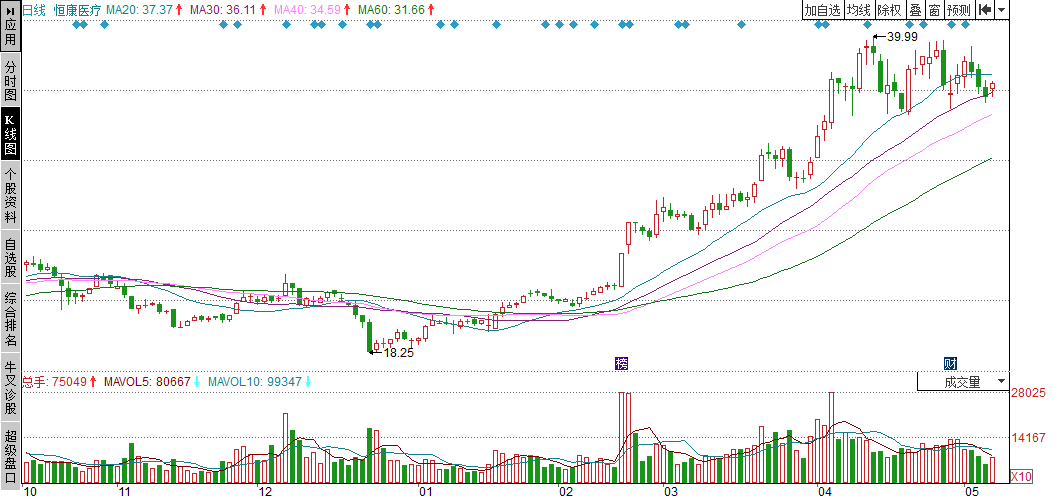 日线 恒康医疗 MA20: 37.37 MA30: 36.11 MA40: 34.59 MA60: 31.66
加自选 均线 除权 叠 窗 预测
应用
分时图
K线图
个股资料
自选股
综合排名
牛叉诊股
超级盘口
39.99
18.25
榜
财
总手: 75049 MAVOL5: 80667 MAVOL10: 99347
成交量
28025
14167
X10
10 11 12 01 02 03 04 05